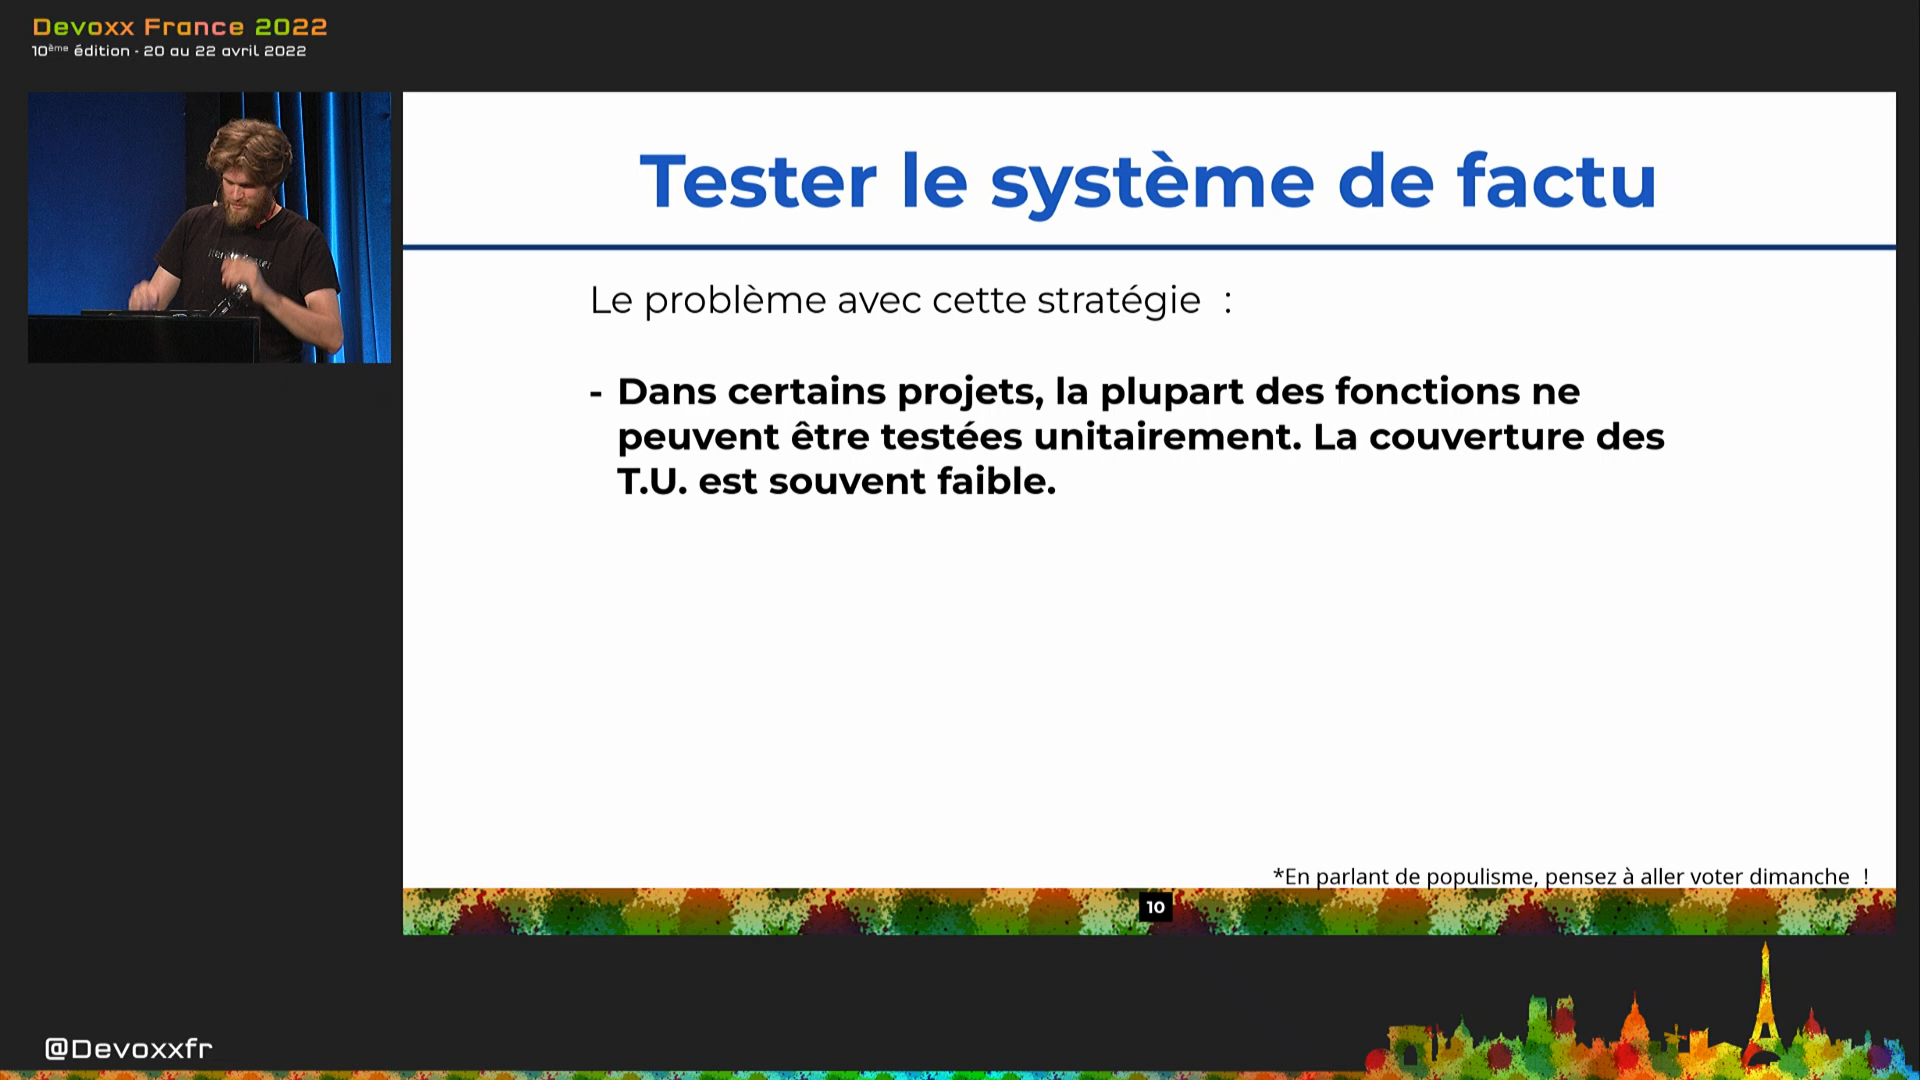 Devoxx France 2022
10ème édition - 20 au 22 avril 2022
Tester le système de factu
Le problème avec cette stratégie :
- Dans certains projets, la plupart des fonctions ne
peuvent être testées unitairement. La couverture des
T.U. est souvent faible.
*En parlant de populisme, pensez à aller voter dimanche !
10
@Devoxxfr